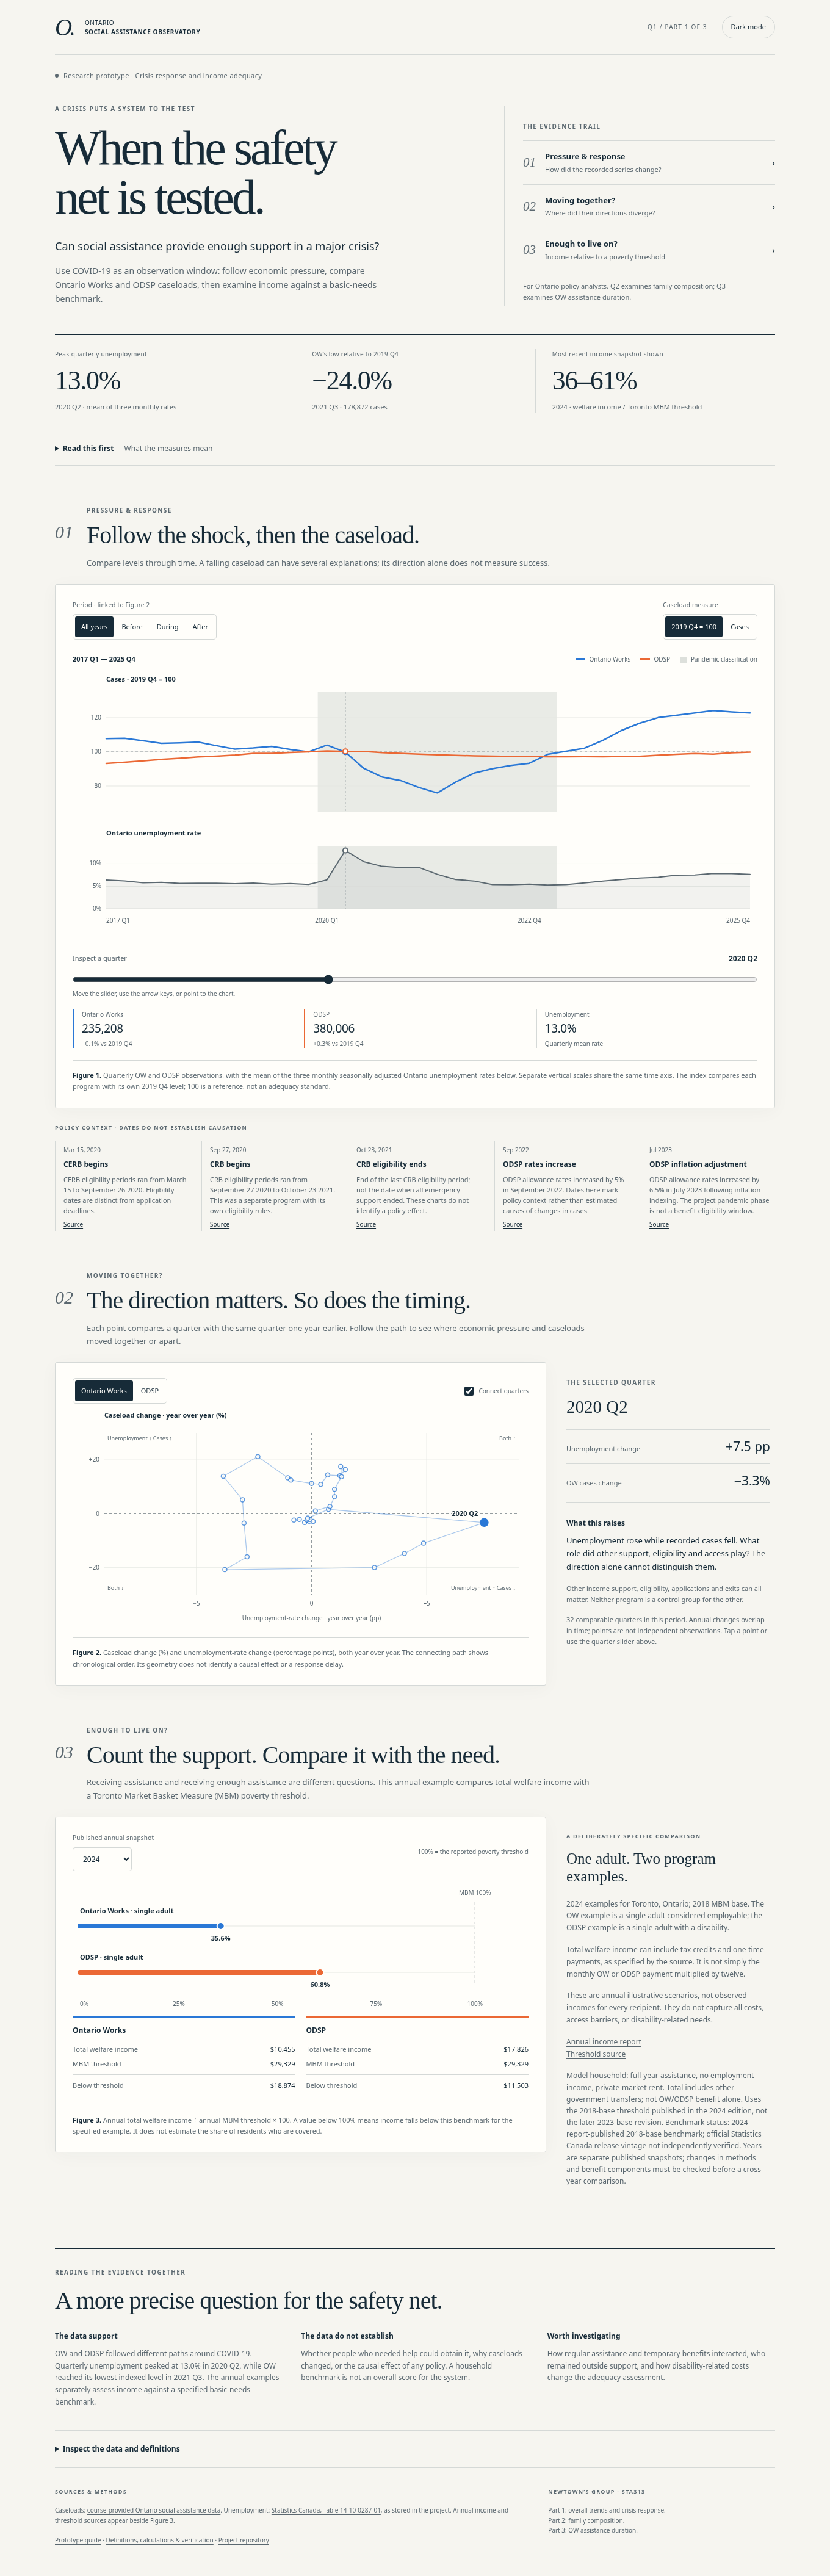 O.
ONTARIO
SOCIAL ASSISTANCE OBSERVATORY
Q1 / PART 1 OF 3
Dark mode
Research prototype · Crisis response and income adequacy
A CRISIS PUTS A SYSTEM TO THE TEST
When the safety
net is tested.
Can social assistance provide enough support in a major crisis?
Use COVID-19 as an observation window: follow economic pressure, compare
Ontario Works and ODSP caseloads, then examine income against a basic-needs
benchmark.
THE EVIDENCE TRAIL
01
Pressure & response
How did the recorded series change?
›
02
Moving together?
Where did their directions diverge?
›
03
Enough to live on?
Income relative to a poverty threshold
›
For Ontario policy analysts. Q2 examines family composition; Q3
examines OW assistance duration.
Peak quarterly unemployment
13.0%
2020 Q2 · mean of three monthly rates
OW's low relative to 2019 Q4
−24.0%
2021 Q3 · 178,872 cases
Most recent income snapshot shown
36–61%
2024 · welfare income / Toronto MBM threshold
Read this first What the measures mean
PRESSURE & RESPONSE
01
Follow the shock, then the caseload.
Compare levels through time. A falling caseload can have several explanations; its direction alone does not measure success.
Period · linked to Figure 2
All years Before During After
Caseload measure
2019 Q4 = 100 Cases
2017 Q1 — 2025 Q4
Ontario Works ODSP Pandemic classification
Cases · 2019 Q4 = 100
120
100
80
Ontario unemployment rate
10%
5%
0%
2017 Q1 2020 Q1 2022 Q4 2025 Q4
Inspect a quarter
2020 Q2
Move the slider, use the arrow keys, or point to the chart.
Ontario Works
235,208
−0.1% vs 2019 Q4
ODSP
380,006
+0.3% vs 2019 Q4
Unemployment
13.0%
Quarterly mean rate
Figure 1. Quarterly OW and ODSP observations, with the mean of the three monthly seasonally adjusted Ontario unemployment rates below. Separate vertical scales share the same time axis. The index compares each
program with its own 2019 Q4 level; 100 is a reference, not an adequacy standard.
POLICY CONTEXT · DATES DO NOT ESTABLISH CAUSATION
Mar 15, 2020
CERB begins
CERB eligibility periods ran from March
15 to September 26 2020. Eligibility
dates are distinct from application
deadlines.
Source
Sep 27, 2020
CRB begins
CRB eligibility periods ran from
September 27 2020 to October 23 2021.
This was a separate program with its
own eligibility rules.
Source
Oct 23, 2021
CRB eligibility ends
End of the last CRB eligibility period;
not the date when all emergency
support ended. These charts do not
identify a policy effect.
Source
Sep 2022
ODSP rates increase
ODSP allowance rates increased by 5%
in September 2022. Dates here mark
policy context rather than estimated
causes of changes in cases.
Source
Jul 2023
ODSP inflation adjustment
ODSP allowance rates increased by
6.5% in July 2023 following inflation
indexing. The project pandemic phase
is not a benefit eligibility window.
Source
MOVING TOGETHER?
02
The direction matters. So does the timing.
Each point compares a quarter with the same quarter one year earlier. Follow the path to see where economic pressure and caseloads
moved together or apart.
Ontario Works ODSP
Connect quarters
Caseload change · year over year (%)
Unemployment ↓ Cases ↑
Both ↑
+20
0
−20
2020 Q2
Both ↓
Unemployment ↑ Cases ↓
−5 0 +5
Unemployment-rate change · year over year (pp)
Figure 2. Caseload change (%) and unemployment-rate change (percentage points), both year over year. The connecting path shows
chronological order. Its geometry does not identify a causal effect or a response delay.
THE SELECTED QUARTER
2020 Q2
Unemployment change
+7.5 pp
OW cases change
−3.3%
What this raises
Unemployment rose while recorded cases fell. What
role did other support, eligibility and access play? The
direction alone cannot distinguish them.
Other income support, eligibility, applications and exits can all
matter. Neither program is a control group for the other.
32 comparable quarters in this period. Annual changes overlap
in time; points are not independent observations. Tap a point or
use the quarter slider above.
ENOUGH TO LIVE ON?
03
Count the support. Compare it with the need.
Receiving assistance and receiving enough assistance are different questions. This annual example compares total welfare income with
a Toronto Market Basket Measure (MBM) poverty threshold.
Published annual snapshot
2024
100% = the reported poverty threshold
MBM 100%
Ontario Works · single adult
35.6%
ODSP · single adult
60.8%
0% 25% 50% 75% 100%
Ontario Works
Total welfare income $10,455
MBM threshold $29,329
Below threshold $18,874
ODSP
Total welfare income $17,826
MBM threshold $29,329
Below threshold $11,503
Figure 3. Annual total welfare income ÷ annual MBM threshold × 100. A value below 100% means income falls below this benchmark for the
specified example. It does not estimate the share of residents who are covered.
A DELIBERATELY SPECIFIC COMPARISON
One adult. Two program
examples.
2024 examples for Toronto, Ontario; 2018 MBM base. The
OW example is a single adult considered employable; the
ODSP example is a single adult with a disability.
Total welfare income can include tax credits and one-time
payments, as specified by the source. It is not simply the
monthly OW or ODSP payment multiplied by twelve.
These are annual illustrative scenarios, not observed
incomes for every recipient. They do not capture all costs,
access barriers, or disability-related needs.
Annual income report
Threshold source
Model household: full-year assistance, no employment
income, private-market rent. Total includes other
government transfers; not OW/ODSP benefit alone. Uses
the 2018-base threshold published in the 2024 edition, not
the later 2023-base revision. Benchmark status: 2024
report-published 2018-base benchmark; official Statistics
Canada release vintage not independently verified. Years
are separate published snapshots; changes in methods
and benefit components must be checked before a cross-
year comparison.
READING THE EVIDENCE TOGETHER
A more precise question for the safety net.
The data support
OW and ODSP followed different paths around COVID-19.
Quarterly unemployment peaked at 13.0% in 2020 Q2, while OW
reached its lowest indexed level in 2021 Q3. The annual examples
separately assess income against a specified basic-needs
benchmark.
The data do not establish
Whether people who needed help could obtain it, why caseloads
changed, or the causal effect of any policy. A household
benchmark is not an overall score for the system.
Worth investigating
How regular assistance and temporary benefits interacted, who
remained outside support, and how disability-related costs
change the adequacy assessment.
Inspect the data and definitions
SOURCES & METHODS
Caseloads: course-provided Ontario social assistance data. Unemployment: Statistics Canada, Table 14-10-0287-01, as stored in the project. Annual income and
threshold sources appear beside Figure 3.
Prototype guide · Definitions, calculations & verification · Project repository
NEWTOWN'S GROUP · STA313
Part 1: overall trends and crisis response.
Part 2: family composition.
Part 3: OW assistance duration.